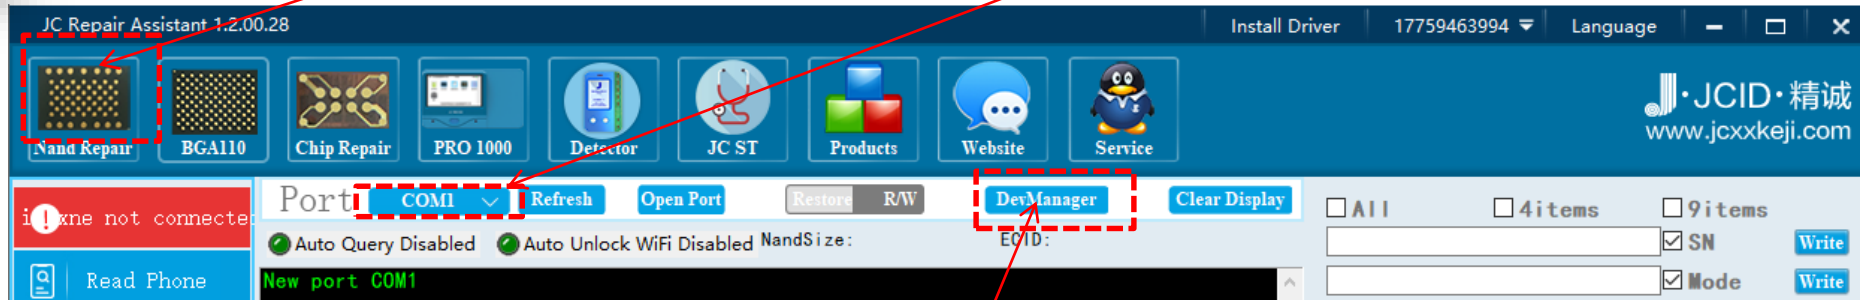 JC Repair Assistant 1.2.00.28
Install Driver
17759463994
Language
Nand Repair
BGA110
Chip Repair
PRO 1000
Detector
JC ST
Products
Website
Service
·JCID·精诚
www.jcxxkeji.com
not connecte
Port
COM1
Refresh
Open Port
Restore
R/W
DevManager
Clear Display
All
4items
9items
Auto Query Disabled
Auto Unlock WiFi Disabled
NandSize:
ECID:
SN
Write
Read Phone
New port COM1
Mode
Write